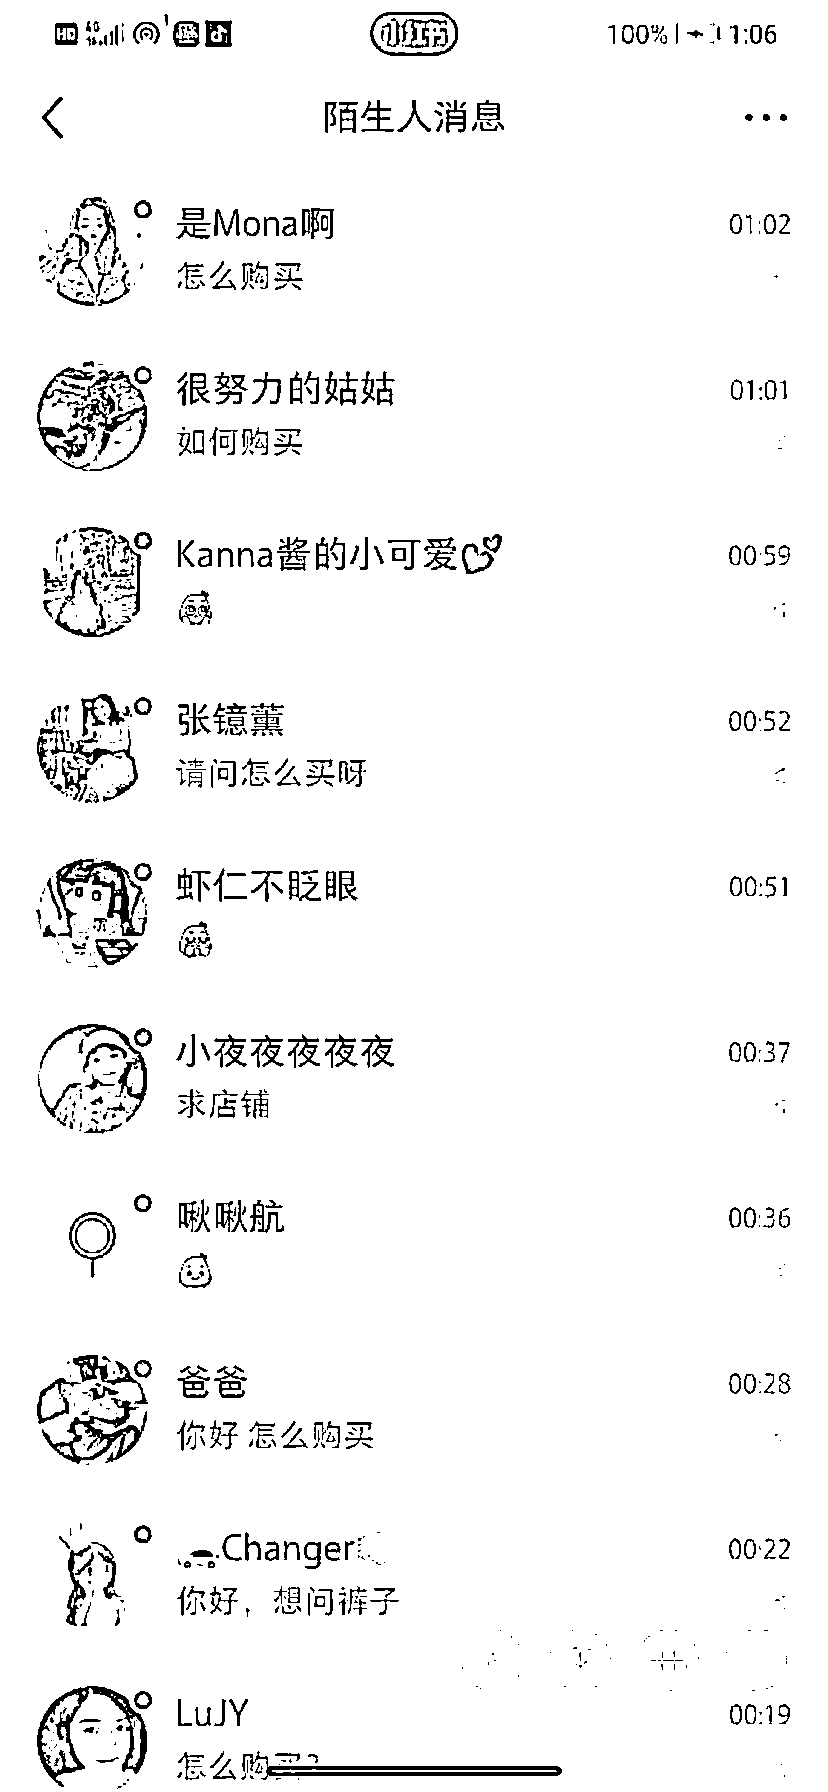 HD 4G 小红书 100% 1:06
陌生人消息
是Mona啊 01:02
怎么购买
很努力的姑姑 01:01
如何购买
Kanna酱的小可爱 00:59
张镱薰 00:52
请问怎么买呀
虾仁不眨眼 00:51
小夜夜夜夜夜 00:37
求店铺
啾啾航 00:36
爸爸 00:28
你好 怎么购买
Changer 00:22
你好，想问裤子
LuJY 00:19
怎么购买?